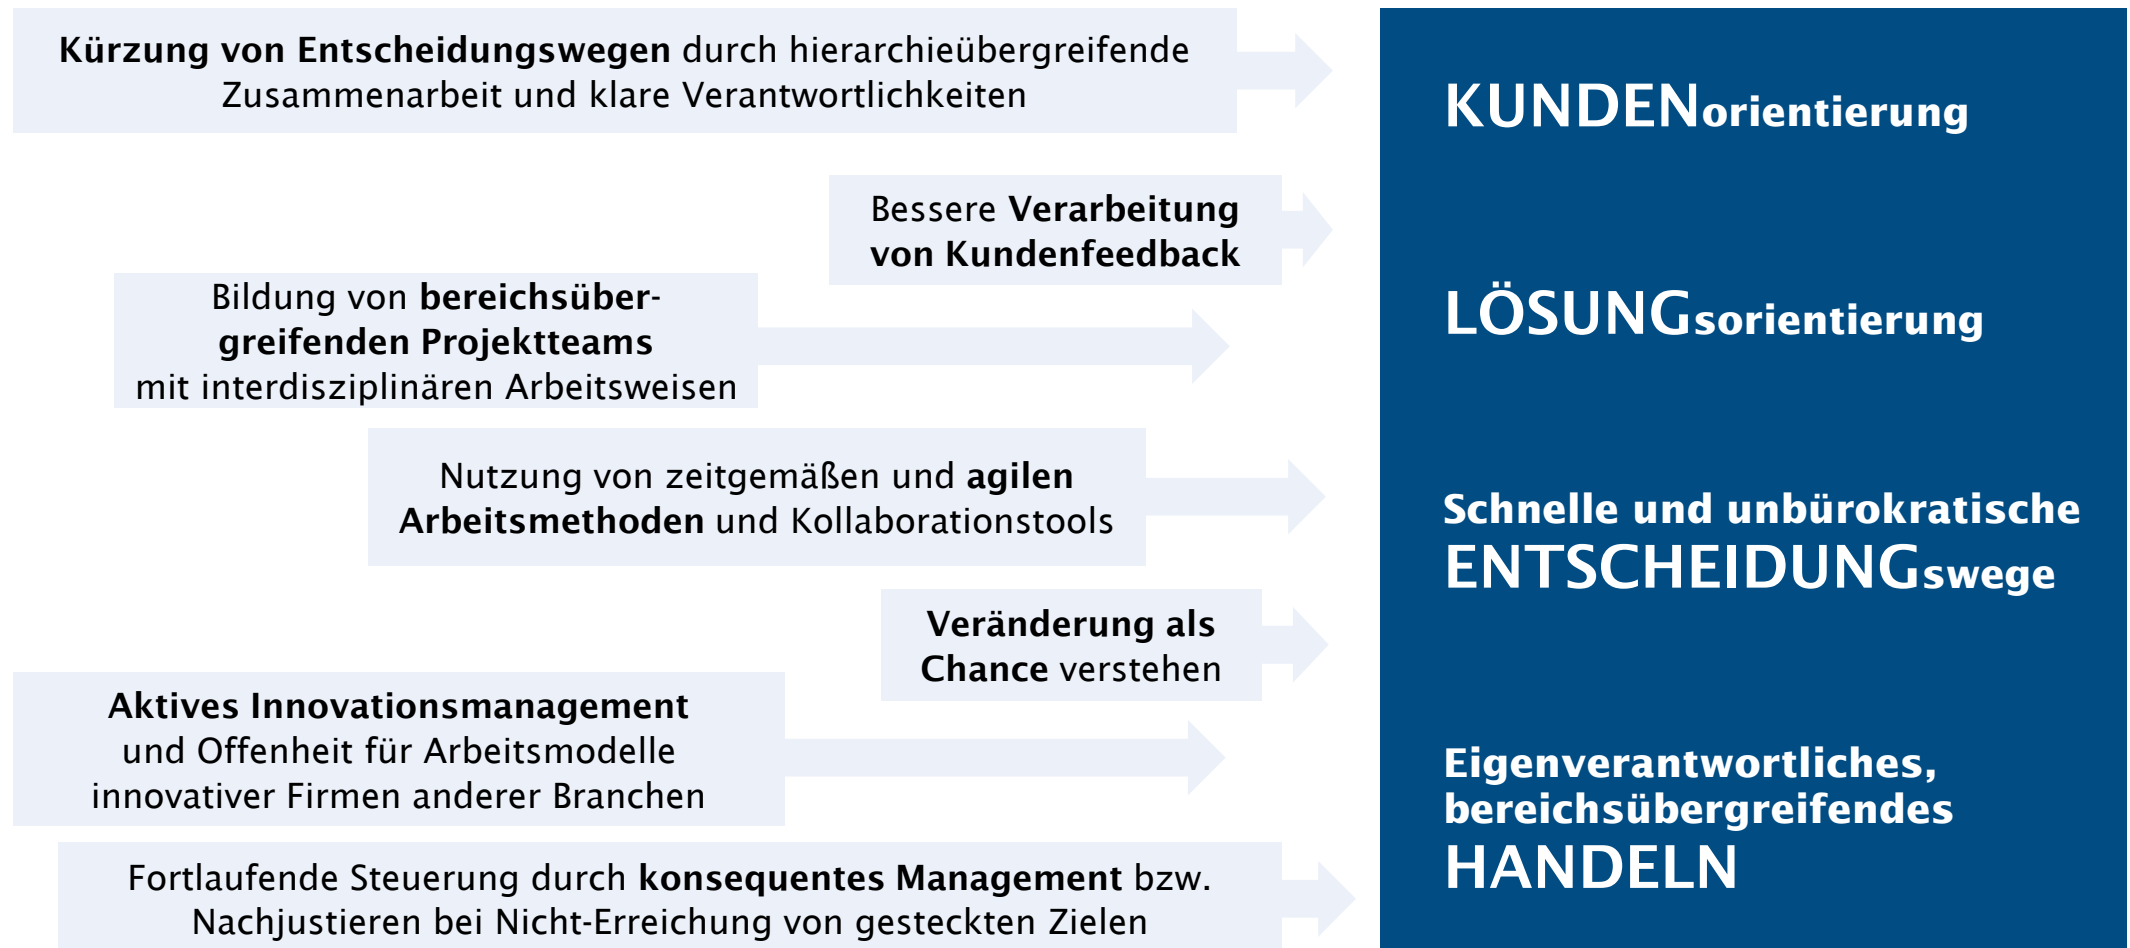 Kürzung von Entscheidungswegen durch hierarchieübergreifende
Zusammenarbeit und klare Verantwortlichkeiten
Bessere Verarbeitung
von Kundenfeedback
Bildung von bereichsüber-
greifenden Projektteams
mit interdisziplinären Arbeitsweisen
Nutzung von zeitgemäßen und agilen
Arbeitsmethoden und Kollaborationstools
Veränderung als
Chance verstehen
Aktives Innovationsmanagement
und Offenheit für Arbeitsmodelle
innovativer Firmen anderer Branchen
Fortlaufende Steuerung durch konsequentes Management bzw.
Nachjustieren bei Nicht-Erreichung von gesteckten Zielen
KUNDENorientierung
LÖSUNGsorientierung
Schnelle und unbürokratische
ENTSCHEIDUNGswege
Eigenverantwortliches,
bereichsübergreifendes
HANDELN